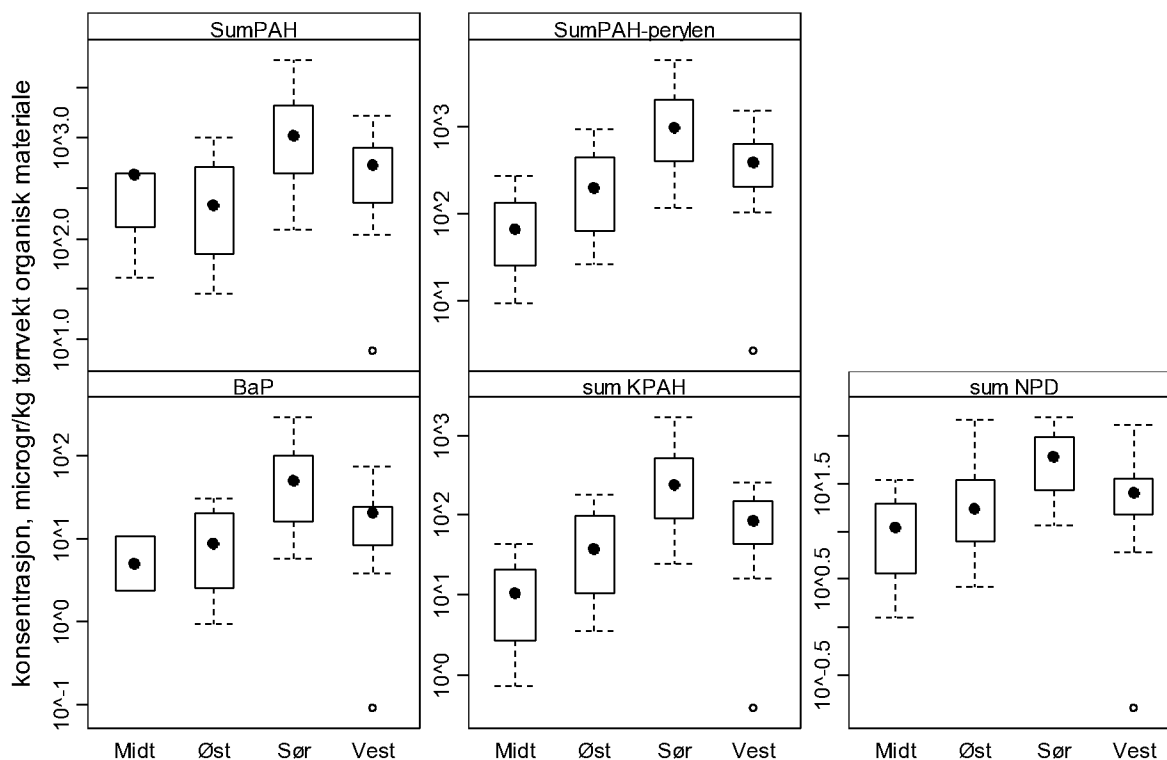 konsentrasjon, microgr/kg tørrvekt organisk materiale
SumPAH
10^3.0
10^2.0
10^1.0
SumPAH-perylen
10^3
10^2
10^1
BaP
10^2
10^1
10^0
10^-1
sum KPAH
10^3
10^2
10^1
10^0
sum NPD
10^1.5
10^0.5
10^-0.5
Midt Øst Sør Vest
Midt Øst Sør Vest
Midt Øst Sør Vest